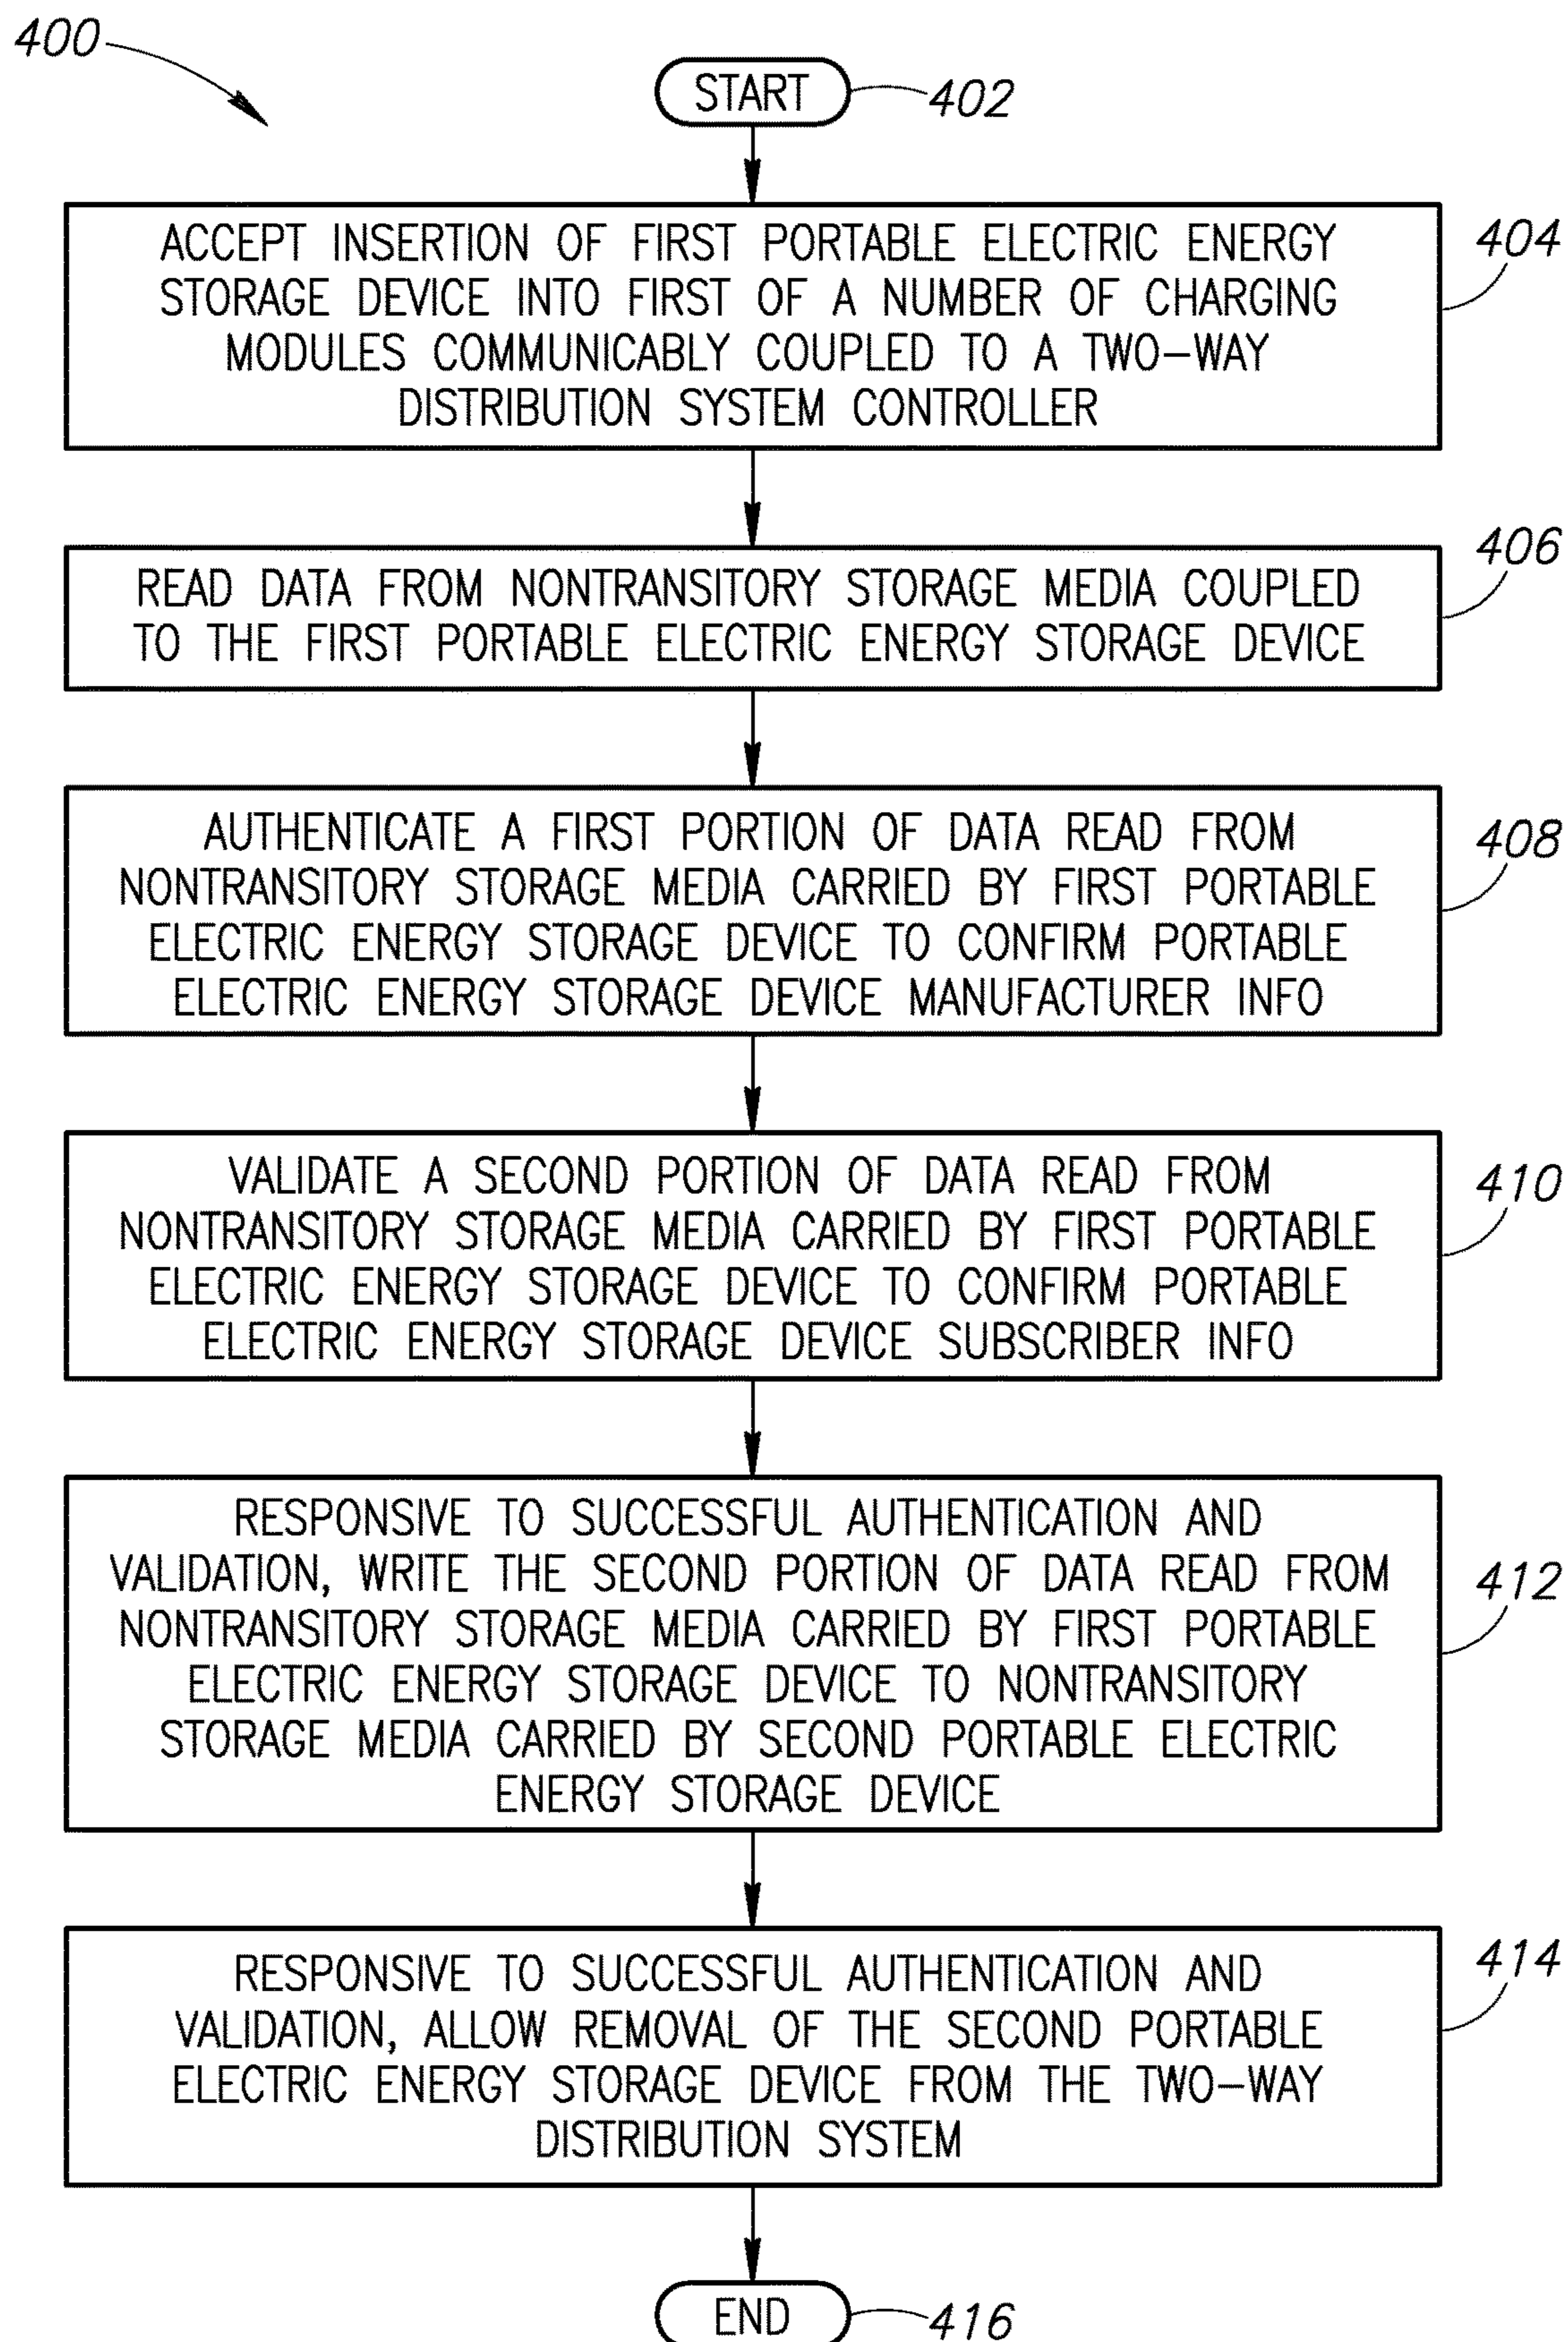 400
START
402
ACCEPT INSERTION OF FIRST PORTABLE ELECTRIC ENERGY
STORAGE DEVICE INTO FIRST OF A NUMBER OF CHARGING
MODULES COMMUNICABLY COUPLED TO A TWO-WAY
DISTRIBUTION SYSTEM CONTROLLER
404
READ DATA FROM NONTRANSITORY STORAGE MEDIA COUPLED
TO THE FIRST PORTABLE ELECTRIC ENERGY STORAGE DEVICE
406
AUTHENTICATE A FIRST PORTION OF DATA READ FROM
NONTRANSITORY STORAGE MEDIA CARRIED BY FIRST PORTABLE
ELECTRIC ENERGY STORAGE DEVICE TO CONFIRM PORTABLE
ELECTRIC ENERGY STORAGE DEVICE MANUFACTURER INFO
408
VALIDATE A SECOND PORTION OF DATA READ FROM
NONTRANSITORY STORAGE MEDIA CARRIED BY FIRST PORTABLE
ELECTRIC ENERGY STORAGE DEVICE TO CONFIRM PORTABLE
ELECTRIC ENERGY STORAGE DEVICE SUBSCRIBER INFO
410
RESPONSIVE TO SUCCESSFUL AUTHENTICATION AND
VALIDATION, WRITE THE SECOND PORTION OF DATA READ FROM
NONTRANSITORY STORAGE MEDIA CARRIED BY FIRST PORTABLE
ELECTRIC ENERGY STORAGE DEVICE TO NONTRANSITORY
STORAGE MEDIA CARRIED BY SECOND PORTABLE ELECTRIC
ENERGY STORAGE DEVICE
412
RESPONSIVE TO SUCCESSFUL AUTHENTICATION AND
VALIDATION, ALLOW REMOVAL OF THE SECOND PORTABLE
ELECTRIC ENERGY STORAGE DEVICE FROM THE TWO-WAY
DISTRIBUTION SYSTEM
414
END
416